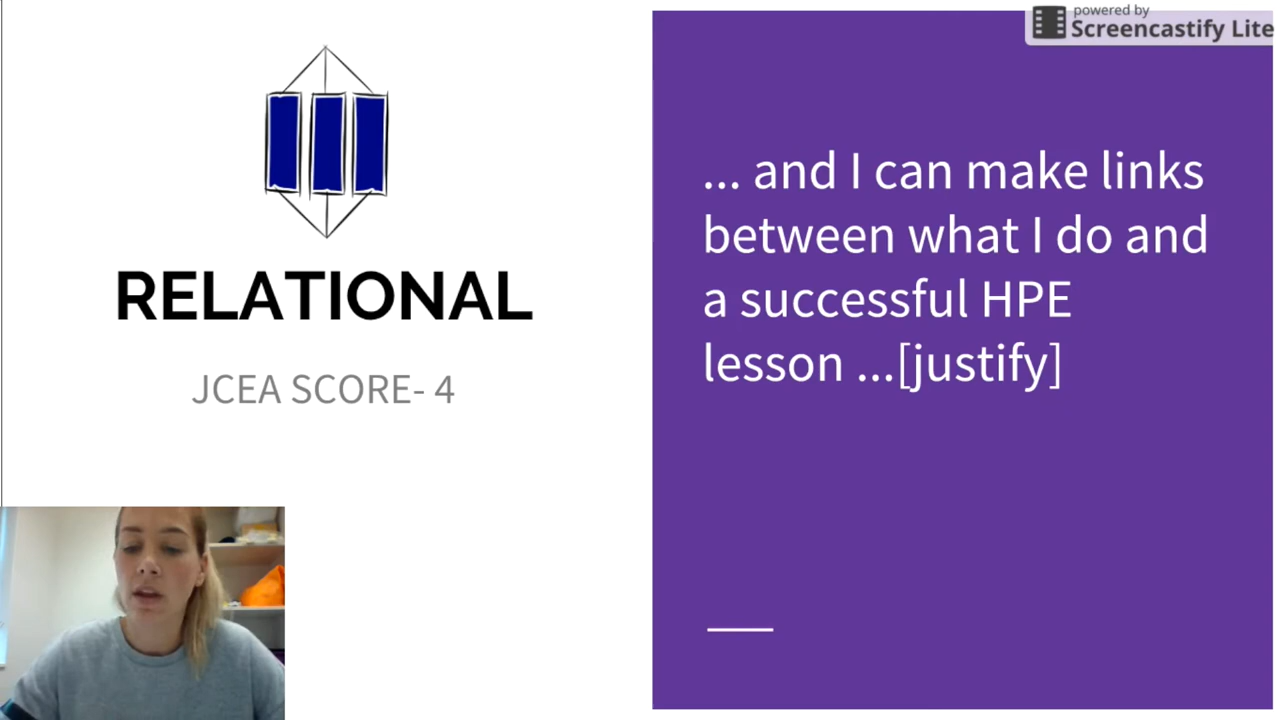 powered by
Screencastify Lite
RELATIONAL
JCEA SCORE- 4
... and I can make links
between what I do and
a successful HPE
lesson ...[justify]